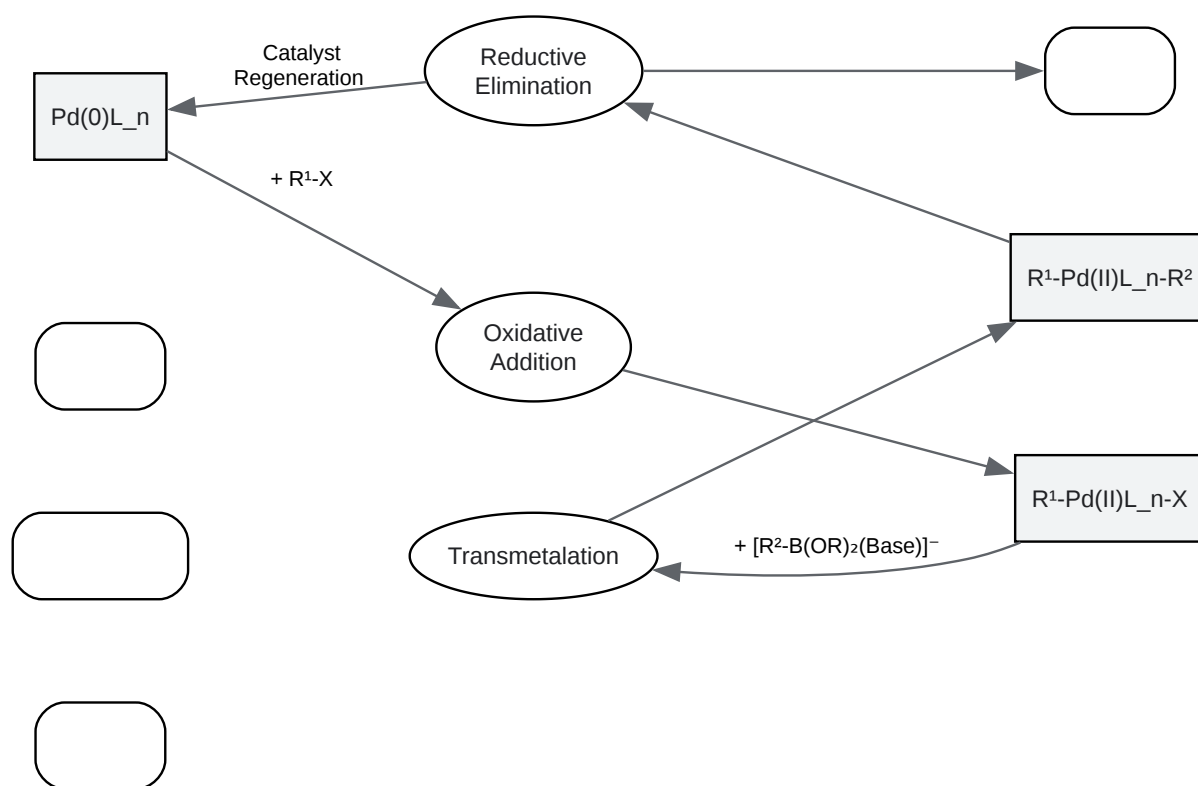 Catalyst
Regeneration
Reductive
Elimination
Pd(0)L_n
+ R¹-X
R¹-Pd(II)L_n-R²
Oxidative
Addition
R¹-Pd(II)L_n-X
+ [R²-B(OR)₂(Base)]⁻
Transmetalation